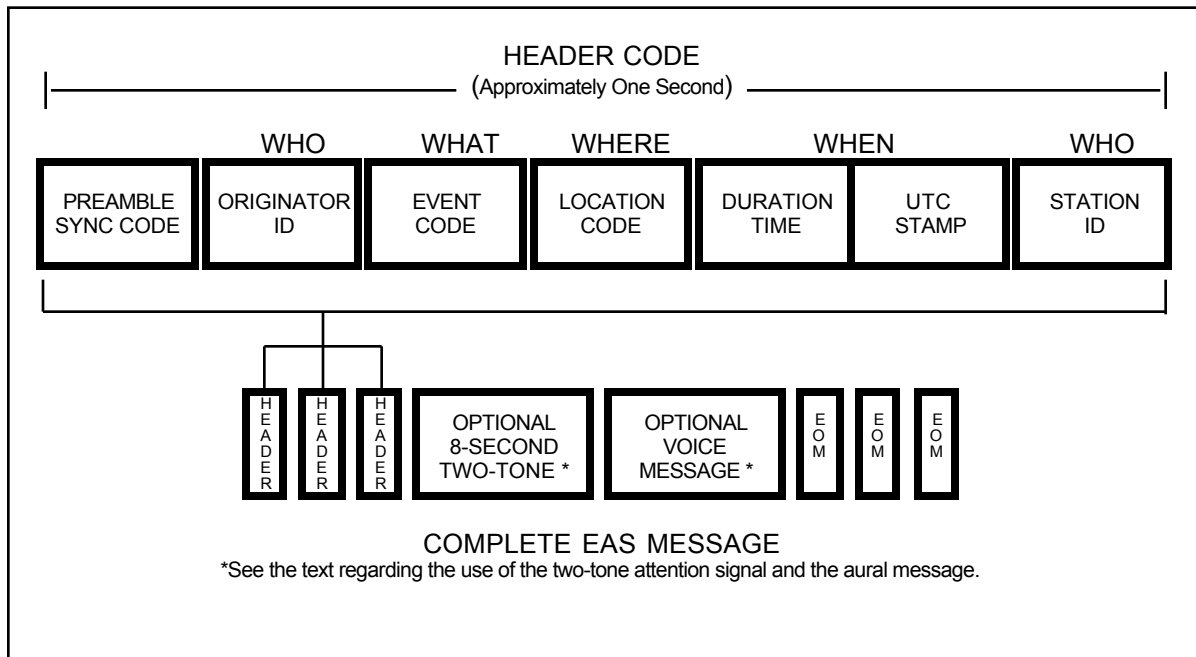 HEADER CODE
(Approximately One Second)
WHO WHAT WHERE WHEN WHO
PREAMBLE
SYNC CODE
ORIGINATOR
ID
EVENT
CODE
LOCATION
CODE
DURATION
TIME
UTC
STAMP
STATION
ID
HEADER
HEADER
HEADER
OPTIONAL
8-SECOND
TWO-TONE *
OPTIONAL
VOICE
MESSAGE *
EOM
EOM
EOM
COMPLETE EAS MESSAGE
*See the text regarding the use of the two-tone attention signal and the aural message.